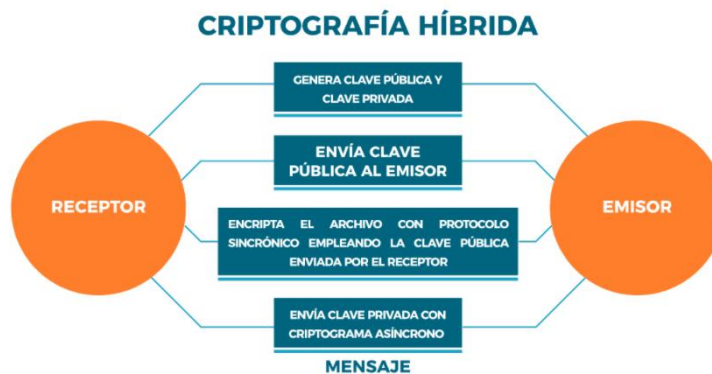 CRIPTOGRAFÍA HÍBRIDA
GENERA CLAVE PÚBLICA Y
CLAVE PRIVADA
ENVÍA CLAVE
PÚBLICA AL EMISOR
RECEPTOR
EMISOR
ENCRIPTA EL ARCHIVO CON PROTOCOLO
SINCRÓNICO EMPLEANDO LA CLAVE PÚBLICA
ENVIADA POR EL RECEPTOR
ENVÍA CLAVE PRIVADA CON
CRIPTOGRAMA ASÍNCRONO
MENSAJE